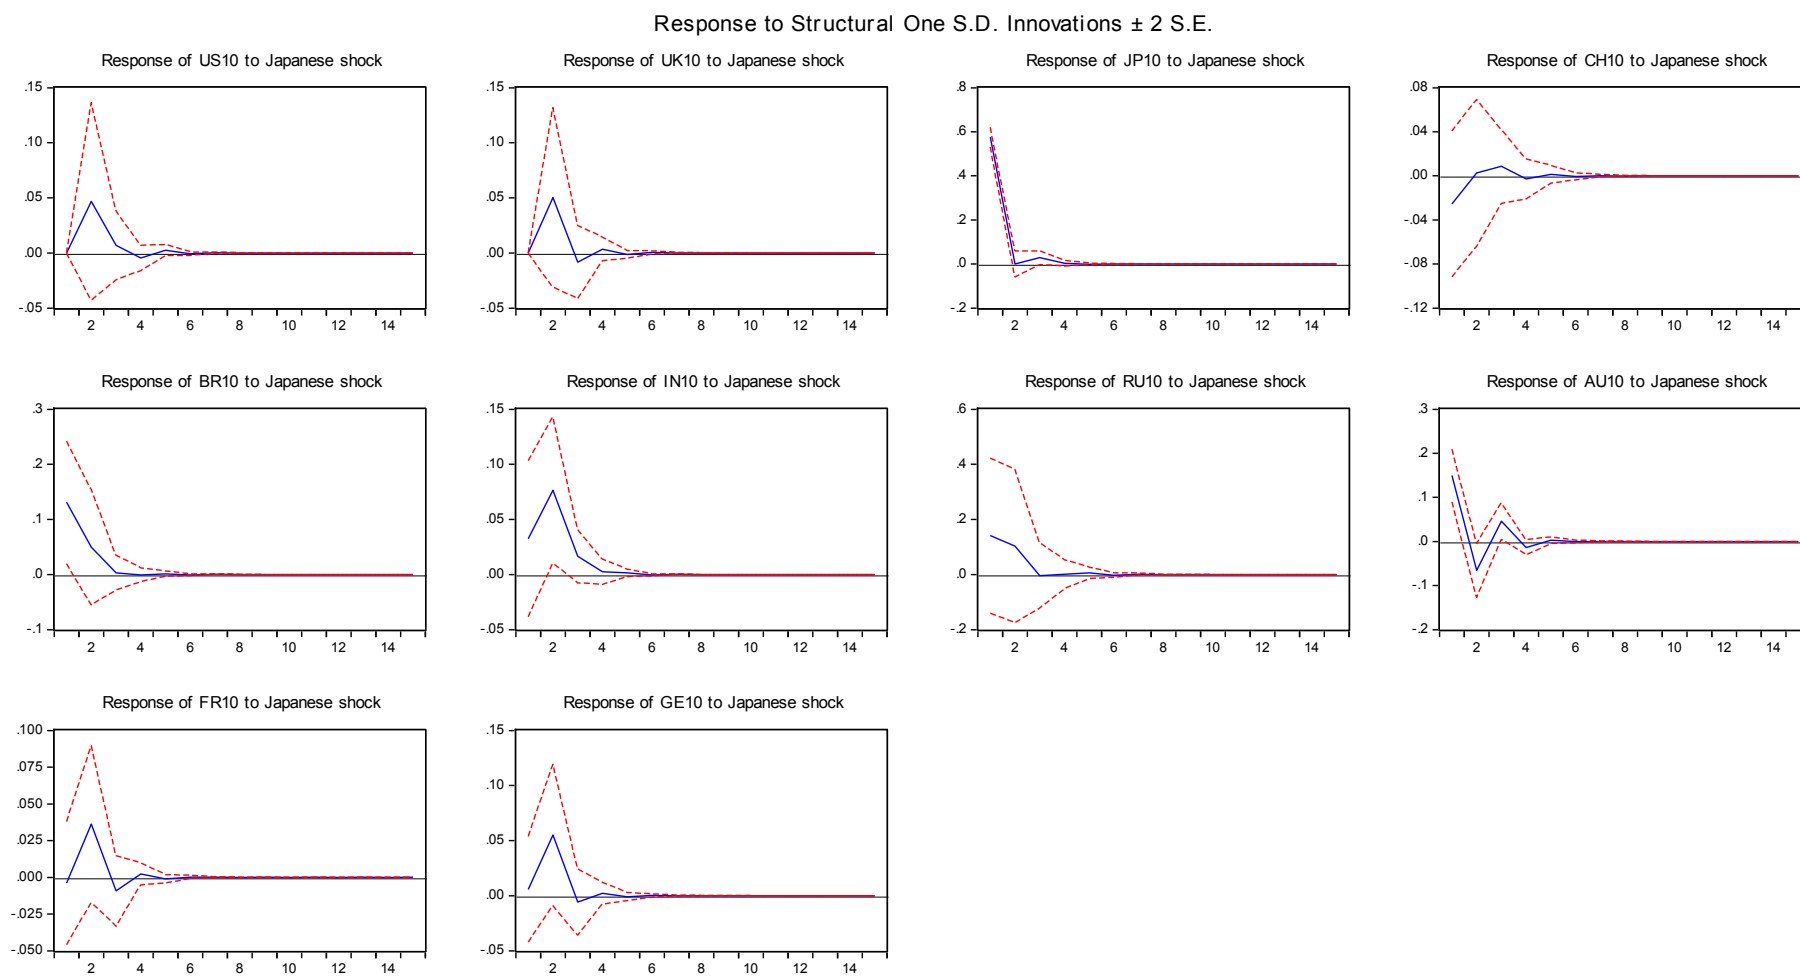 Response to Structural One S.D. Innovations ± 2 S.E.
Response of US10 to Japanese shock
.15
.10
.05
.00
-.05
2 4 6 8 10 12 14
Response of UK10 to Japanese shock
.15
.10
.05
.00
-.05
2 4 6 8 10 12 14
Response of JP10 to Japanese shock
.8
.6
.4
.2
.0
-.2
2 4 6 8 10 12 14
Response of CH10 to Japanese shock
.08
.04
.00
-.04
-.08
-.12
2 4 6 8 10 12 14
Response of BR10 to Japanese shock
.3
.2
.1
.0
-.1
2 4 6 8 10 12 14
Response of IN10 to Japanese shock
.15
.10
.05
.00
-.05
2 4 6 8 10 12 14
Response of RU10 to Japanese shock
.6
.4
.2
.0
-.2
2 4 6 8 10 12 14
Response of AU10 to Japanese shock
.3
.2
.1
.0
-.1
-.2
2 4 6 8 10 12 14
Response of FR10 to Japanese shock
.100
.075
.050
.025
.000
-.025
-.050
2 4 6 8 10 12 14
Response of GE10 to Japanese shock
.15
.10
.05
.00
-.05
2 4 6 8 10 12 14